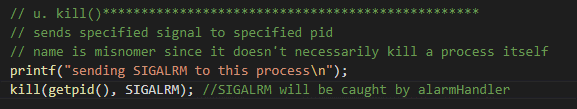 // u. kill()*************************************************
// sends specified signal to specified pid
// name is misnomer since it doesn't necessarily kill a process itself
printf("sending SIGALRM to this process\n");
kill(getpid(), SIGALRM); //SIGALRM will be caught by alarmHandler